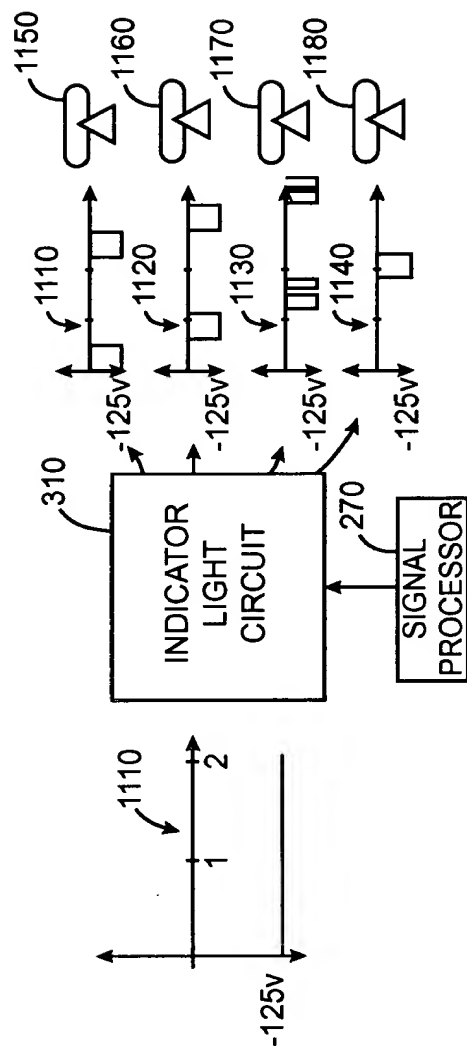 1110
1
2
-125v
310
INDICATOR
LIGHT
CIRCUIT
270
SIGNAL
PROCESSOR
1110
-125v
1150
1120
-125v
1160
1130
-125v
1170
1140
-125v
1180